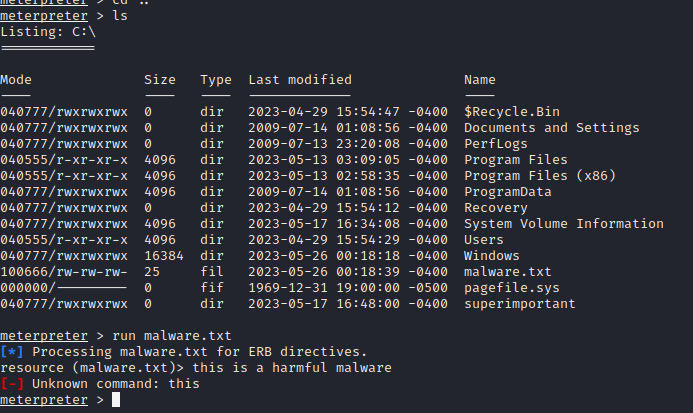 meterpreter > cd ..
meterpreter > ls
Listing: C:\
============
Mode Size Type Last modified Name
---- ---- ---- ------------- ----
040777/rwxrwxrwx 0 dir 2023-04-29 15:54:47 -0400 $Recycle.Bin
040777/rwxrwxrwx 0 dir 2009-07-14 01:08:56 -0400 Documents and Settings
040777/rwxrwxrwx 0 dir 2009-07-13 23:20:08 -0400 PerfLogs
040555/r-xr-xr-x 4096 dir 2023-05-13 03:09:05 -0400 Program Files
040555/r-xr-xr-x 4096 dir 2023-05-13 02:58:35 -0400 Program Files (x86)
040777/rwxrwxrwx 4096 dir 2009-07-14 01:08:56 -0400 ProgramData
040777/rwxrwxrwx 0 dir 2023-04-29 15:54:12 -0400 Recovery
040777/rwxrwxrwx 4096 dir 2023-05-17 16:34:08 -0400 System Volume Information
040555/r-xr-xr-x 4096 dir 2023-04-29 15:54:29 -0400 Users
040777/rwxrwxrwx 16384 dir 2023-05-26 00:18:18 -0400 Windows
100666/rw-rw-rw- 25 fil 2023-05-26 00:18:39 -0400 malware.txt
000000/--------- 0 fif 1969-12-31 19:00:00 -0500 pagefile.sys
040777/rwxrwxrwx 0 dir 2023-05-17 16:48:00 -0400 superimportant
meterpreter > run malware.txt
[*] Processing malware.txt for ERB directives.
resource (malware.txt)> this is a harmful malware
[-] Unknown command: this
meterpreter >